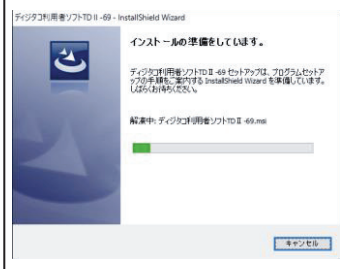 ディジタコ利用者ソフトTDⅡ-69- - InstallShield Wizard
インストールの準備をしています。
ディジタコ利用者ソフトTDⅡ-69 セットアップは、プログラムセットア
ップの手順をご案内する InstallShield Wizard を準備しています。
しばらくお待ちください。
解凍中: ディジタコ利用者ソフトTDⅡ -69.msi
キャンセル